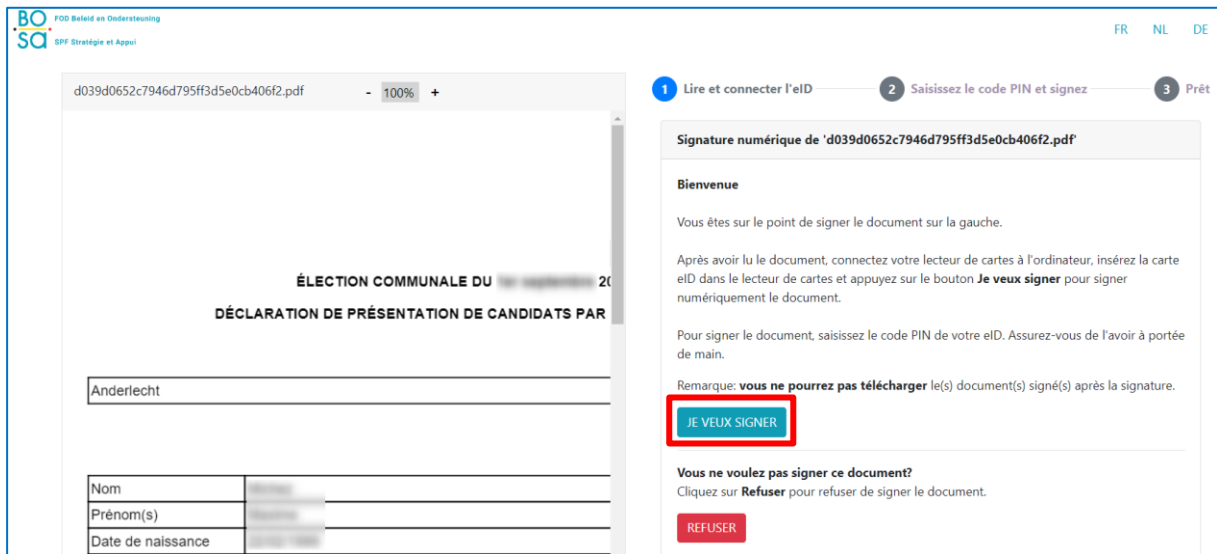 BOSA
FOD Beleid en Ondersteuning
SPF Stratégie et Appui
FR NL DE
d039d0652c7946d795ff3d5e0cb406f2.pdf - 100% +
ÉLECTION COMMUNALE DU 20
DÉCLARATION DE PRÉSENTATION DE CANDIDATS PAR
Anderlecht
Nom
Prénom(s)
Date de naissance
1 Lire et connecter l'eID 2 Saisissez le code PIN et signez 3 Prêt
Signature numérique de 'd039d0652c7946d795ff3d5e0cb406f2.pdf'
Bienvenue
Vous êtes sur le point de signer le document sur la gauche.
Après avoir lu le document, connectez votre lecteur de cartes à l'ordinateur, insérez la carte
eID dans le lecteur de cartes et appuyez sur le bouton Je veux signer pour signer
numériquement le document.
Pour signer le document, saisissez le code PIN de votre eID. Assurez-vous de l'avoir à portée
de main.
Remarque: vous ne pourrez pas télécharger le(s) document(s) signé(s) après la signature.
JE VEUX SIGNER
Vous ne voulez pas signer ce document?
Cliquez sur Refuser pour refuser de signer le document.
REFUSER